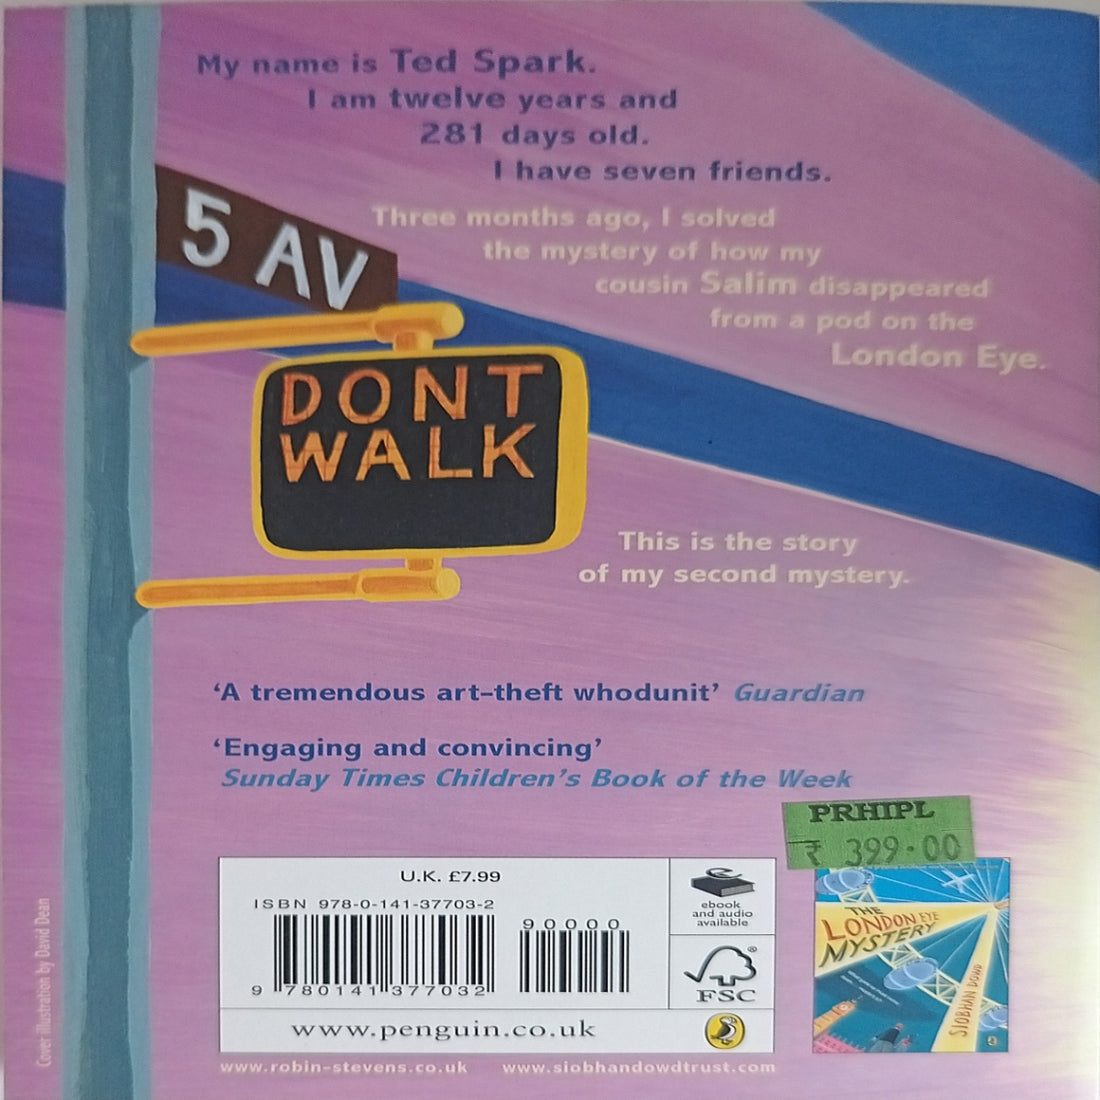 My name is Ted Spark.
I am twelve years and
281 days old.
I have seven friends.
5 AV
Three months ago, I solved
the mystery of how my
cousin Salim disappeared
from a pod on the
London Eye.
DONT
WALK
This is the story
of my second mystery.
‘A tremendous art-theft whodunit’ Guardian
‘Engaging and convincing’
Sunday Times Children’s Book of the Week
PRHIPL
₹ 399.00
U.K. £7.99
ISBN 978-0-141-37703-2
90000
9 780141 377032
ebook
and audio
available
FSC
www.penguin.co.uk
www.robin-stevens.co.uk www.siobhandowdtrust.com
THE
LONDON EYE
MYSTERY
SIOBHAN DOWD
Cover illustration by David Dean